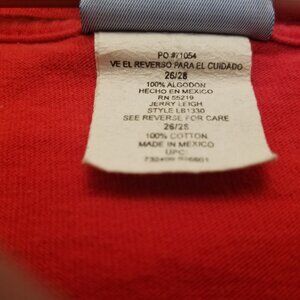 PO #71054
VE EL REVERSO PARA EL CUIDADO
26/28
100% ALGODON
HECHO EN MEXICO
RN 55219
JERRY LEIGH
STYLE LB1330
SEE REVERSE FOR CARE
26/28
100% COTTON
MADE IN MEXICO
UPC: